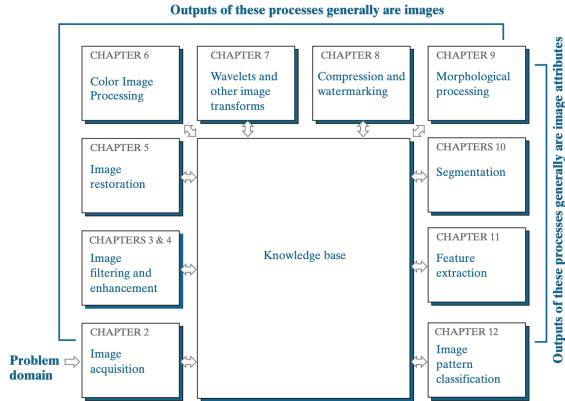 Outputs of these processes generally are images
CHAPTER 6
Color Image
Processing
CHAPTER 7
Wavelets and
other image
transforms
CHAPTER 8
Compression and
watermarking
CHAPTER 9
Morphological
processing
CHAPTER 5
Image
restoration
CHAPTERS 10
Segmentation
CHAPTERS 3 & 4
Image
filtering and
enhancement
Knowledge base
CHAPTER 11
Feature
extraction
Problem
domain
CHAPTER 2
Image
acquisition
CHAPTER 12
Image
pattern
classification
Outputs of these processes generally are image attributes